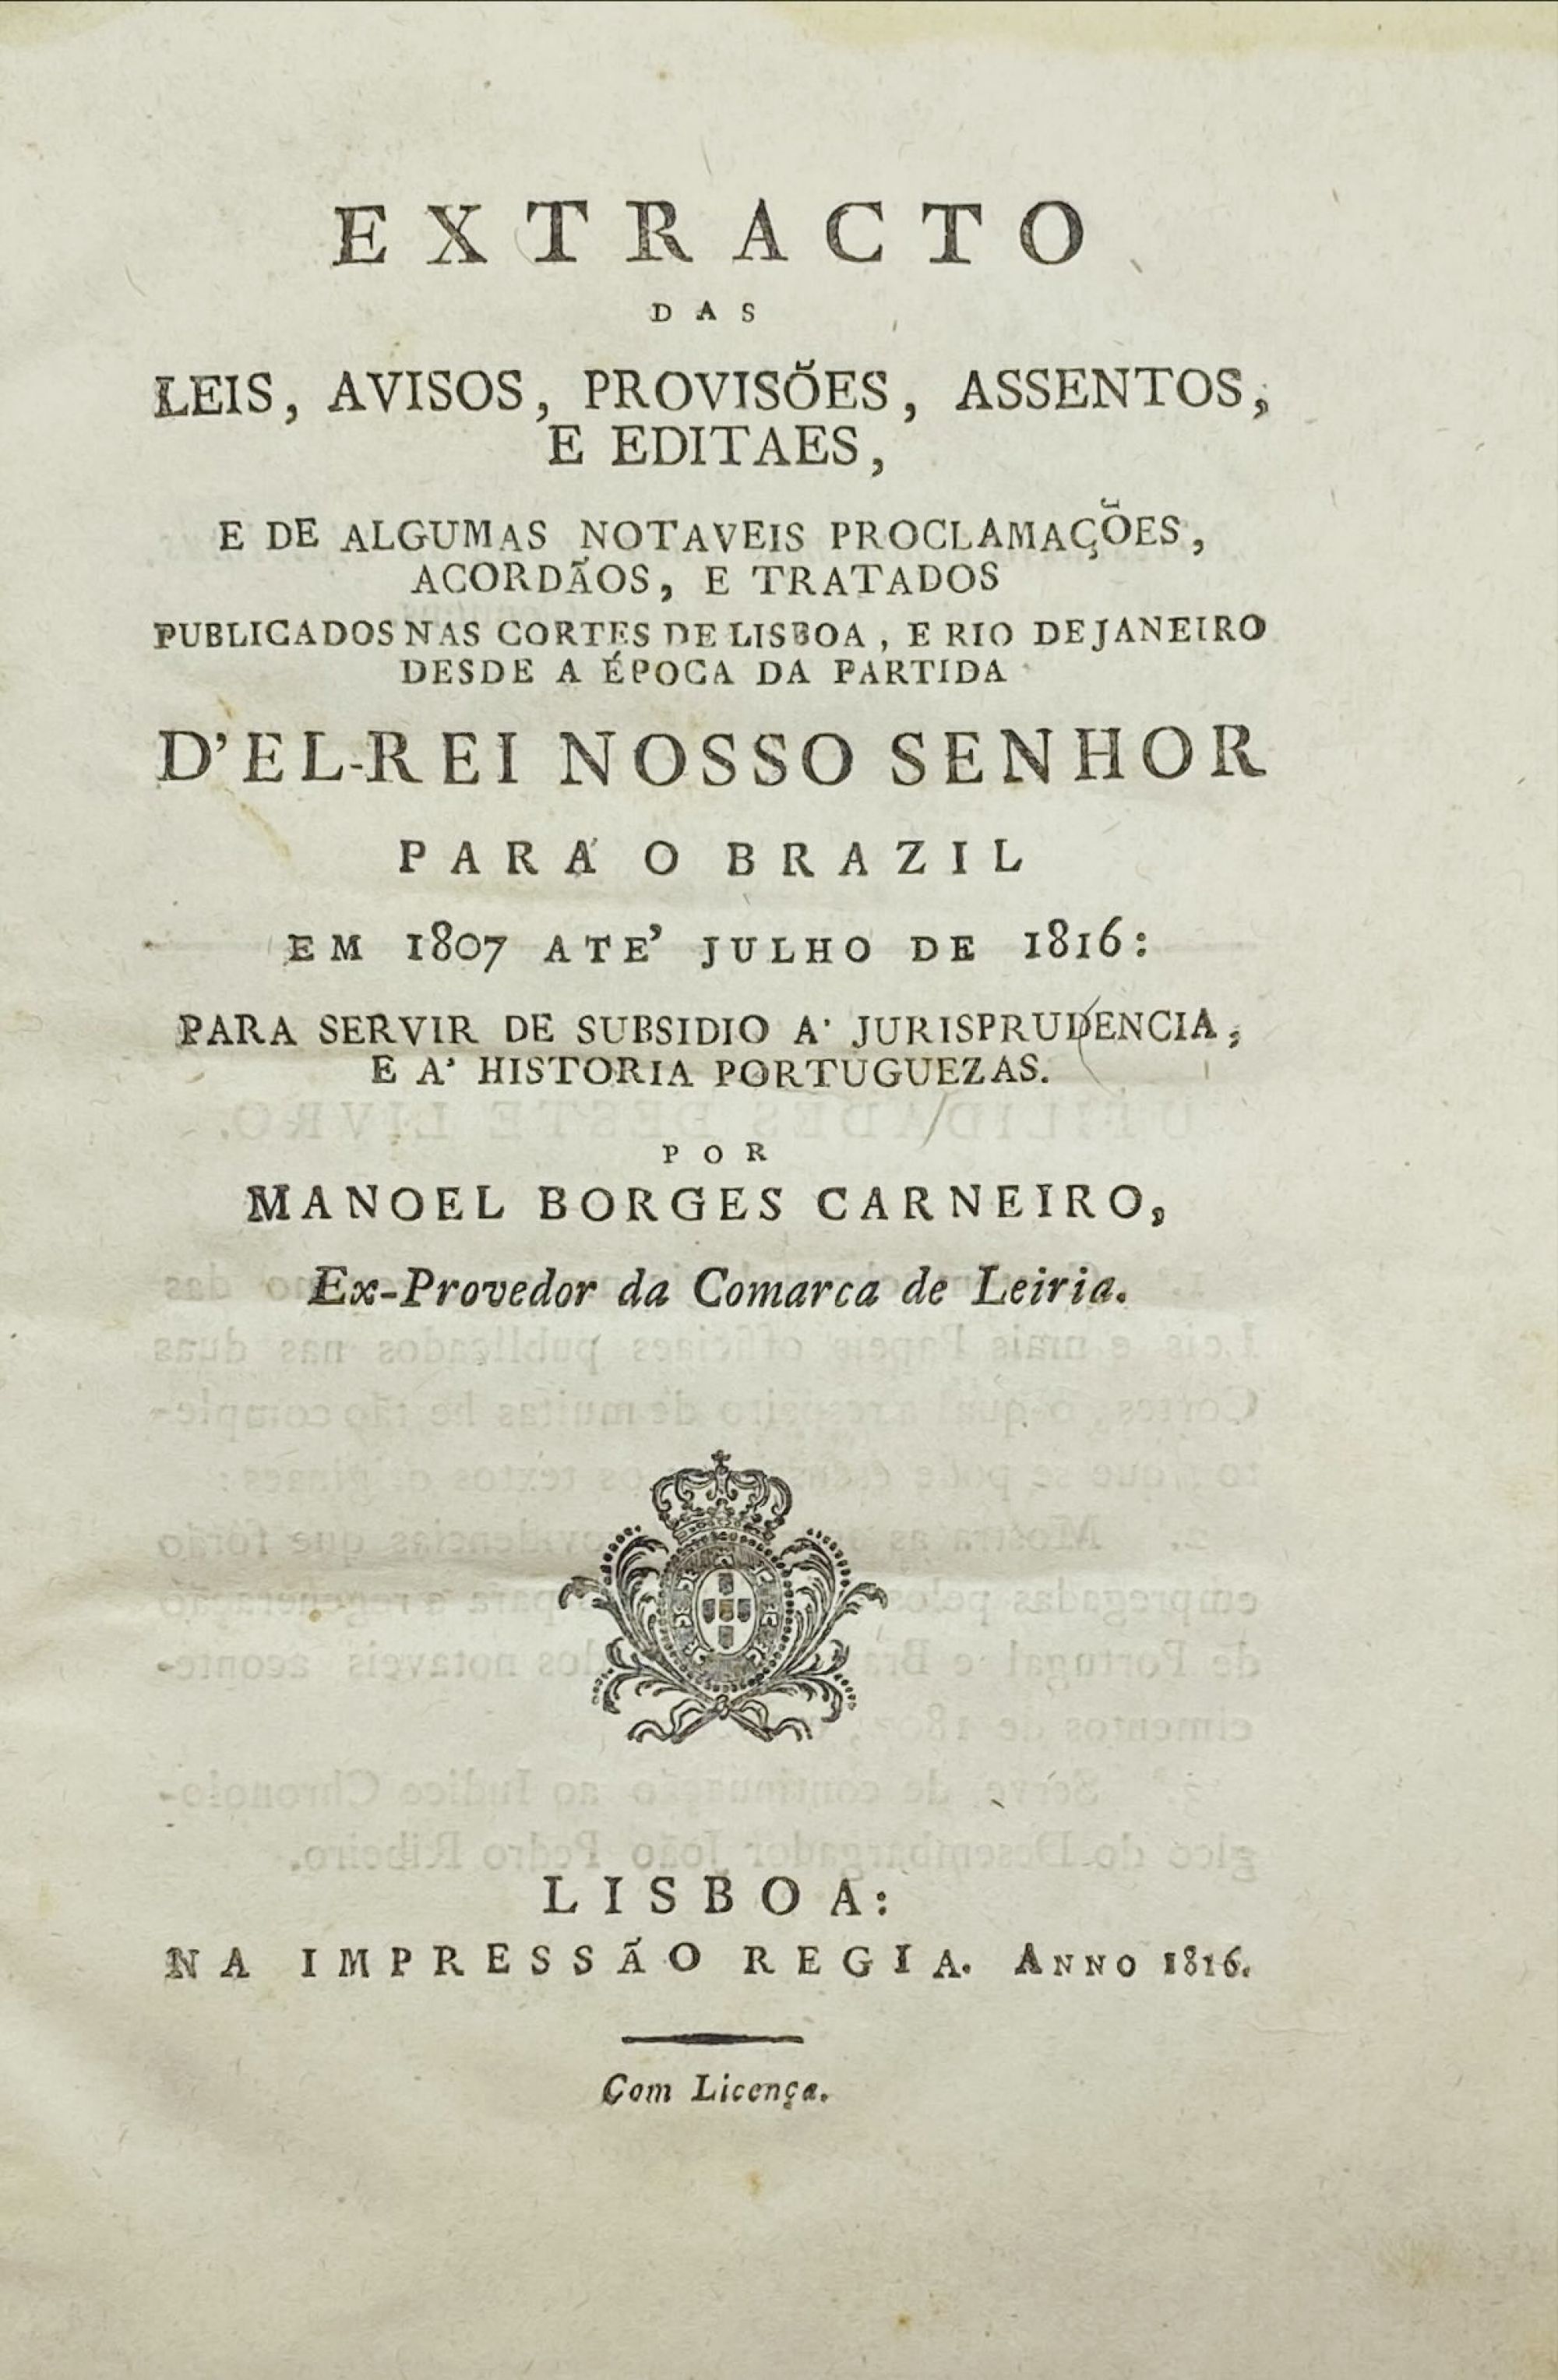 EXTRACTO
DAS
LEIS, AVISOS, PROVISÕES, ASSENTOS,
E EDITAES,
E DE ALGUMAS NOTAVEIS PROCLAMAÇÕES,
ACORDÃOS, E TRATADOS
PUBLICADOS NAS CORTES DE LISBOA, E RIO DE JANEIRO
DESDE A ÉPOCA DA PARTIDA
D'EL-REI NOSSO SENHOR
PARA O BRAZIL
EM 1807 ATE' JULHO DE 1816:
PARA SERVIR DE SUBSIDIO A' JURISPRUDENCIA,
E A' HISTORIA PORTUGUEZAS.
POR
MANOEL BORGES CARNEIRO,
Ex-Provedor da Comarca de Leiria.
LISBOA:
NA IMPRESSÃO REGIA. ANNO 1816.
Com Licença.